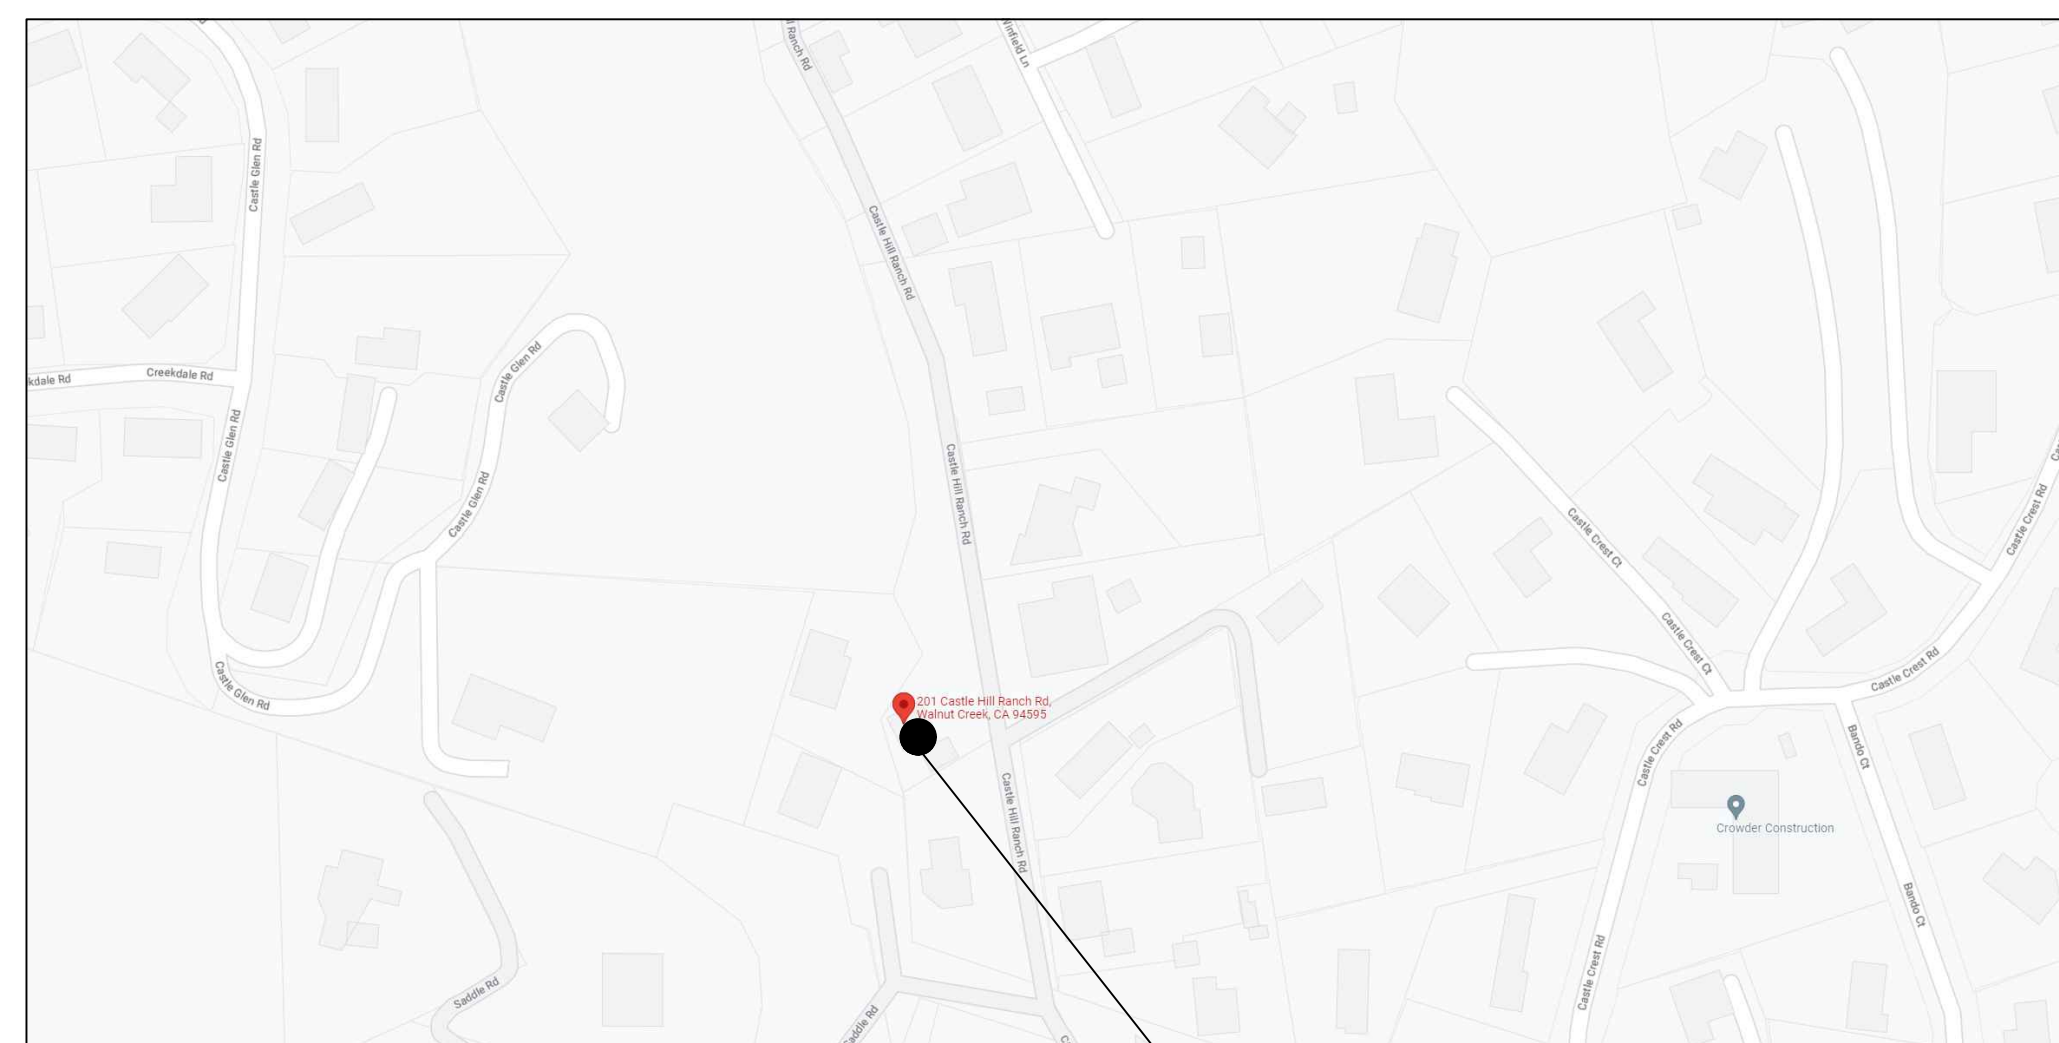 l Ranch Rd
Winfield Ln
Castle Glen Rd
Castle Hill Ranch Rd
kdale Rd
Creekdale Rd
Castle Glen Rd
Castle Glen Rd
Castle Hill Ranch Rd
Castle Glen Rd
Castle Crest Rd
Castle Crest Ct
Castle Crest Ct
Castle Crest Rd
Castle Glen Rd
201 Castle Hill Ranch Rd,
Walnut Creek, CA 94595
Castle Crest Rd
Bando Ct
Castle Hill Ranch Rd
Crowder Construction
Bando Ct
Castle Crest Rd
Saddle Rd
addle Rd